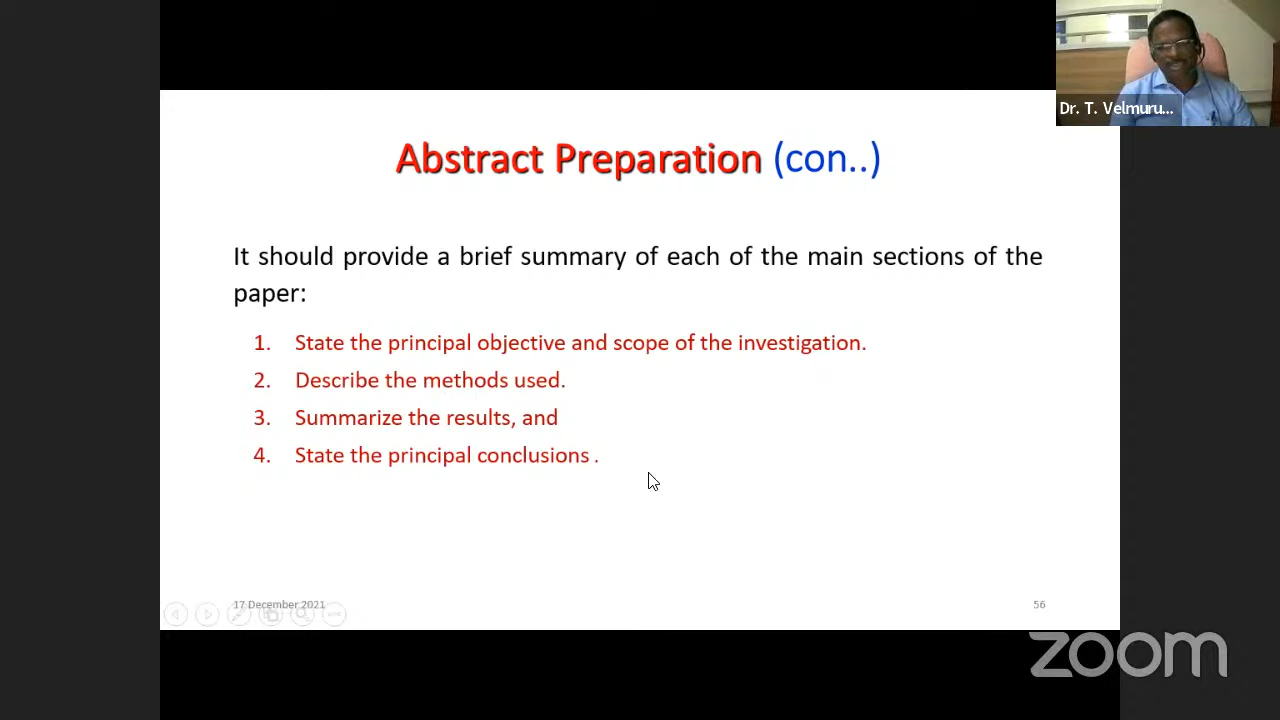 Dr. T. Velmuru...
Abstract Preparation (con..)
It should provide a brief summary of each of the main sections of the
paper:
1. State the principal objective and scope of the investigation.
2. Describe the methods used.
3. Summarize the results, and
4. State the principal conclusions .
17 December 2021
56
zoom